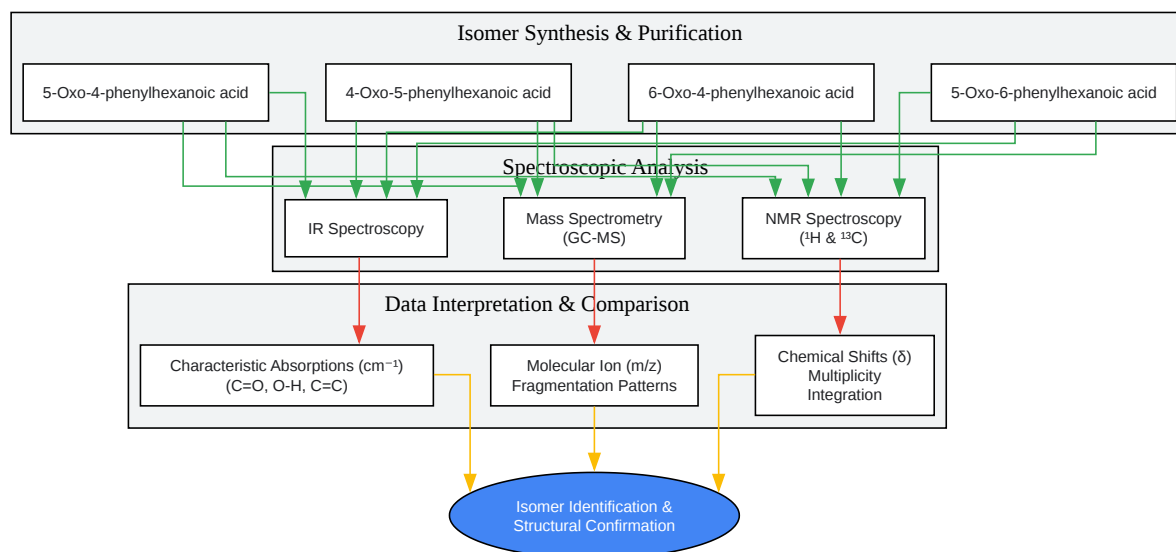 Isomer Synthesis & Purification
5-Oxo-4-phenylhexanoic acid
4-Oxo-5-phenylhexanoic acid
6-Oxo-4-phenylhexanoic acid
5-Oxo-6-phenylhexanoic acid
Spectroscopic Analysis
IR Spectroscopy
Mass Spectrometry
(GC-MS)
NMR Spectroscopy
(¹H & ¹³C)
Data Interpretation & Comparison
Characteristic Absorptions (cm⁻¹)
(C=O, O-H, C=C)
Molecular Ion (m/z)
Fragmentation Patterns
Chemical Shifts (δ)
Multiplicity
Integration
Isomer Identification &
Structural Confirmation